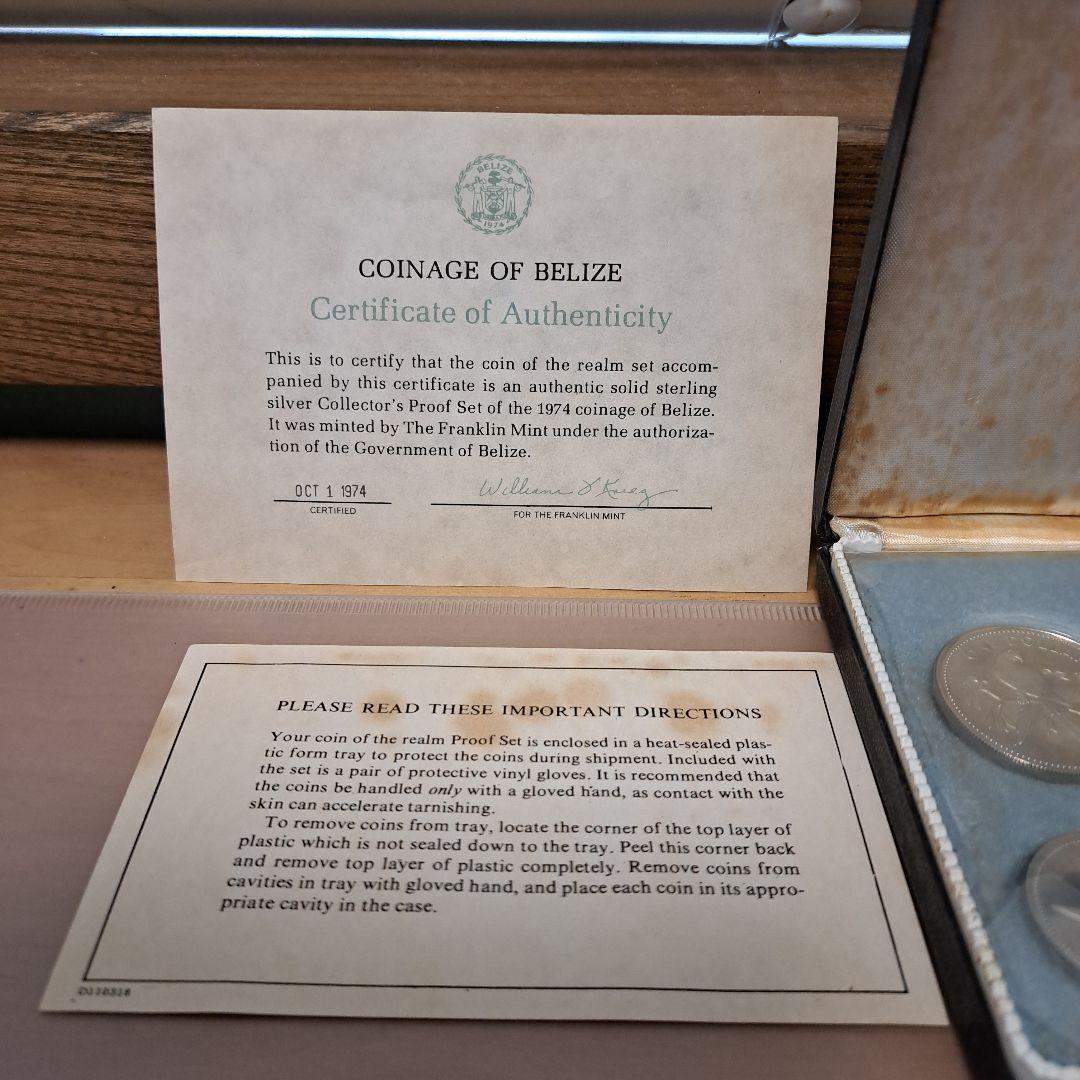 BELIZE
1974
COINAGE OF BELIZE
Certificate of Authenticity
This is to certify that the coin of the realm set accom-
panied by this certificate is an authentic solid sterling
silver Collector's Proof Set of the 1974 coinage of Belize.
It was minted by The Franklin Mint under the authoriza-
tion of the Government of Belize.
OCT 1 1974
CERTIFIED
William
FOR THE FRANKLIN MINT
PLEASE READ THESE IMPORTANT DIRECTIONS
Your coin of the realm Proof Set is enclosed in a heat-sealed plas-
tic form tray to protect the coins during shipment. Included with
the set is a pair of protective vinyl gloves. It is recommended that
the coins be handled only with a gloved hand, as contact with the
skin can accelerate tarnishing.
To remove coins from tray, locate the corner of the top layer of
plastic which is not sealed down to the tray. Peel this corner back
and remove top layer of plastic completely. Remove coins from
cavities in tray with gloved hand, and place each coin in its appro-
priate cavity in the case.